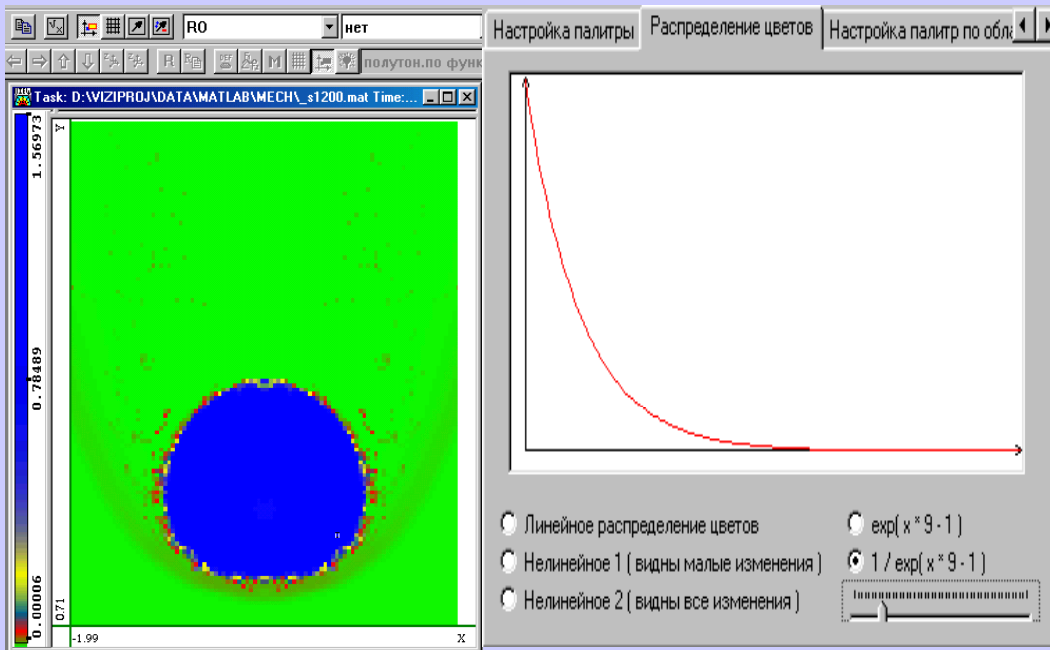 RO
нет
полутон.по функ
Task: D:\VIZIPROJ\DATA\MATLAB\MECH\_s1200.mat Time:...
1.56973
0.78489
0.00006
Y
0.71
-1.99
X
Настройка палитры
Распределение цветов
Настройка палитр по обла
Линейное распределение цветов
Нелинейное 1 ( видны малые изменения )
Нелинейное 2 ( видны все изменения )
exp( x * 9 - 1 )
1 / exp( x * 9 - 1 )